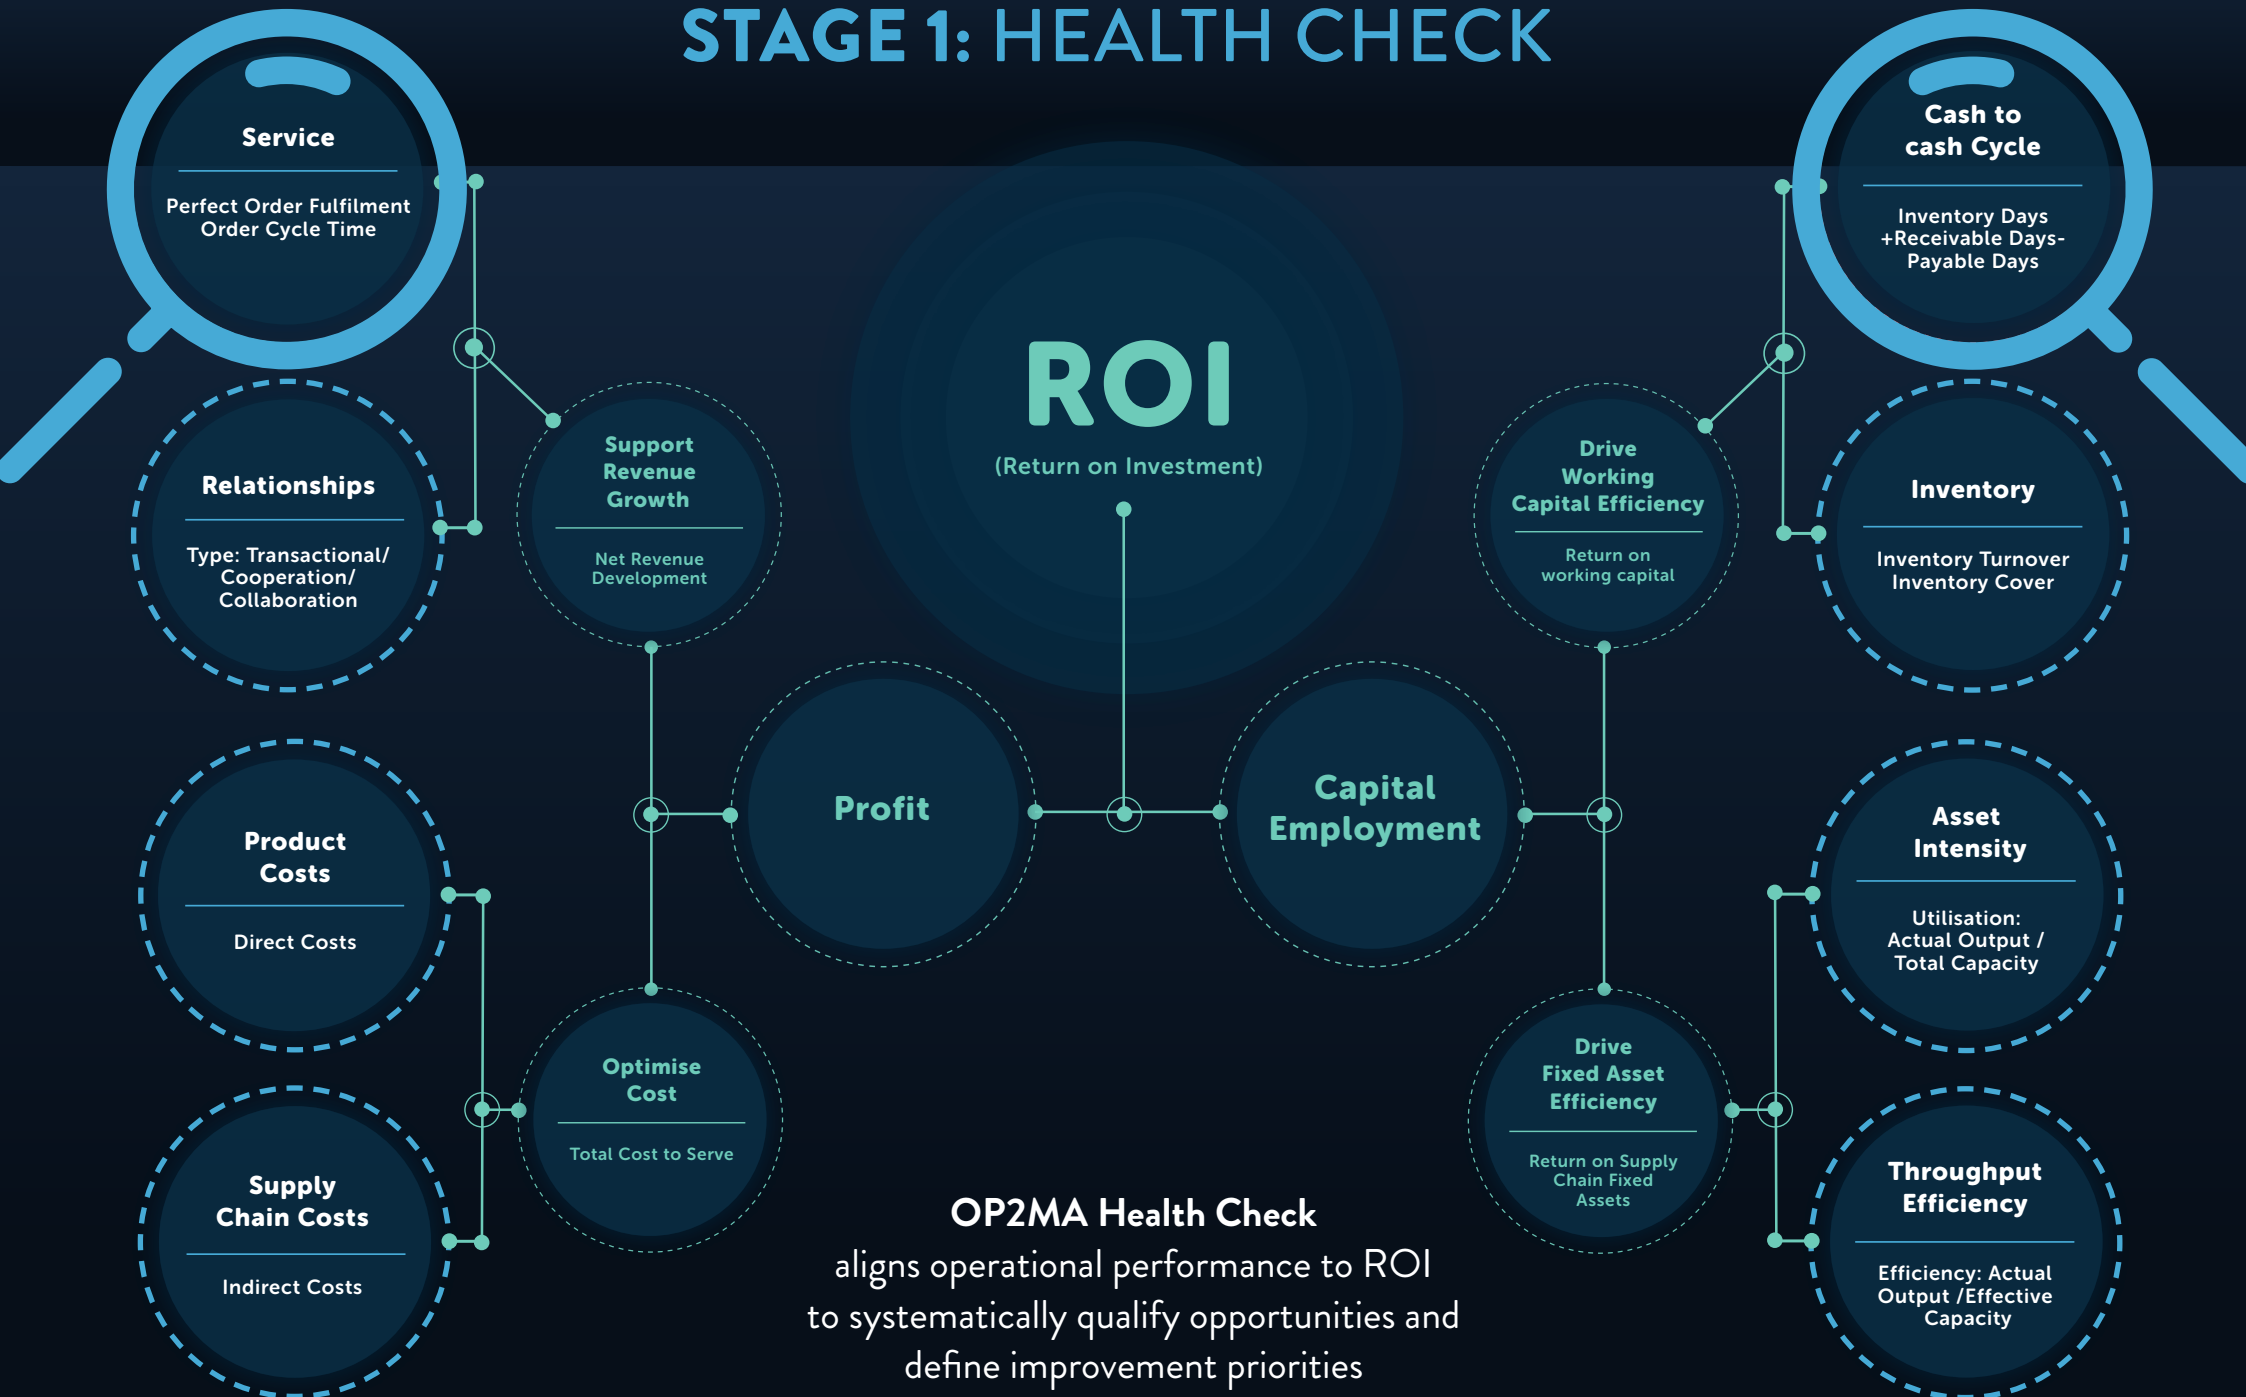 STAGE 1: HEALTH CHECK
Service
Perfect Order Fulfilment
Order Cycle Time
Relationships
Type: Transactional/
Cooperation/
Collaboration
Support
Revenue
Growth
Net Revenue
Development
Product
Costs
Direct Costs
Supply
Chain Costs
Indirect Costs
Optimise
Cost
Total Cost to Serve
ROI
(Return on Investment)
Profit
Capital
Employment
Drive
Working
Capital Efficiency
Return on
working capital
Cash to
cash Cycle
Inventory Days
+Receivable Days-
Payable Days
Inventory
Inventory Turnover
Inventory Cover
Drive
Fixed Asset
Efficiency
Return on Supply
Chain Fixed
Assets
Asset
Intensity
Utilisation:
Actual Output /
Total Capacity
Throughput
Efficiency
Efficiency: Actual
Output /Effective
Capacity
OP2MA Health Check
aligns operational performance to ROI
to systematically qualify opportunities and
define improvement priorities